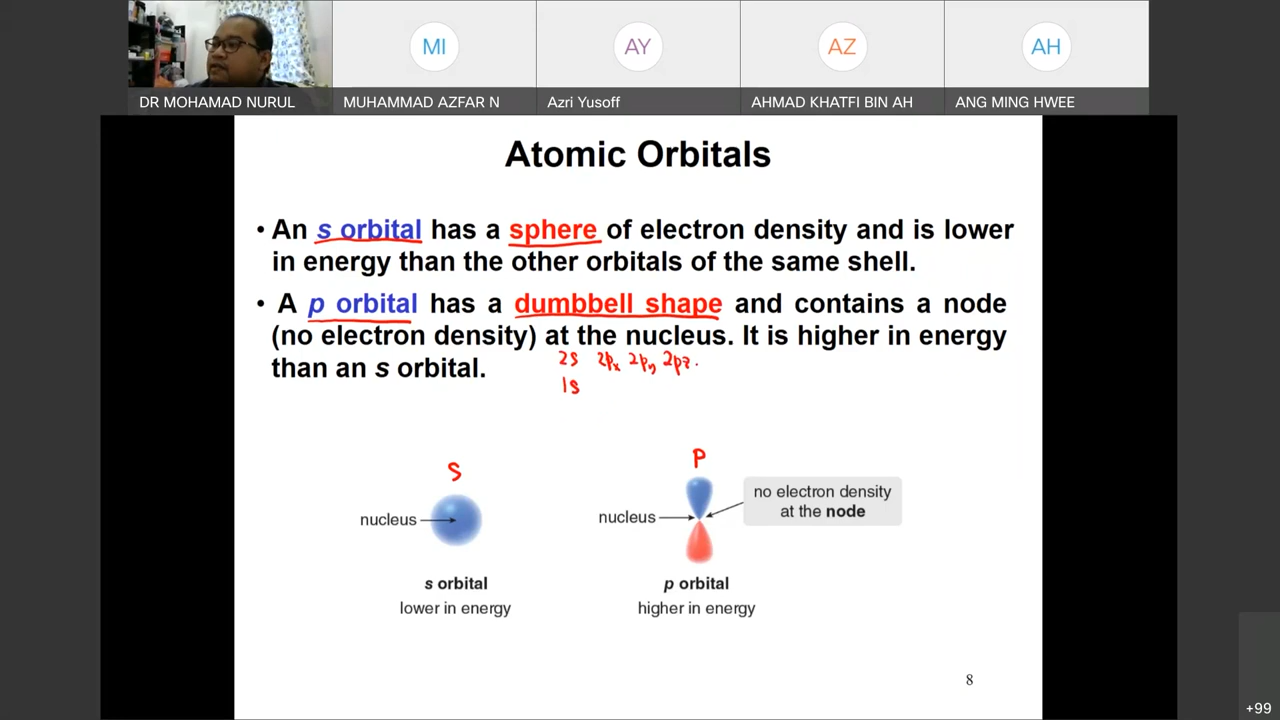 MI
AY
AZ
AH
DR MOHAMAD NURUL
MUHAMMAD AZFAR N
Azri Yusoff
AHMAD KHATFI BIN AH
ANG MING HWEE
Atomic Orbitals
• An s orbital has a sphere of electron density and is lower
in energy than the other orbitals of the same shell.
• A p orbital has a dumbbell shape and contains a node
(no electron density) at the nucleus. It is higher in energy
than an s orbital.
2s 2px 2py 2pz.
1s
S
P
nucleus
nucleus
no electron density
at the node
s orbital
lower in energy
p orbital
higher in energy
8
+99